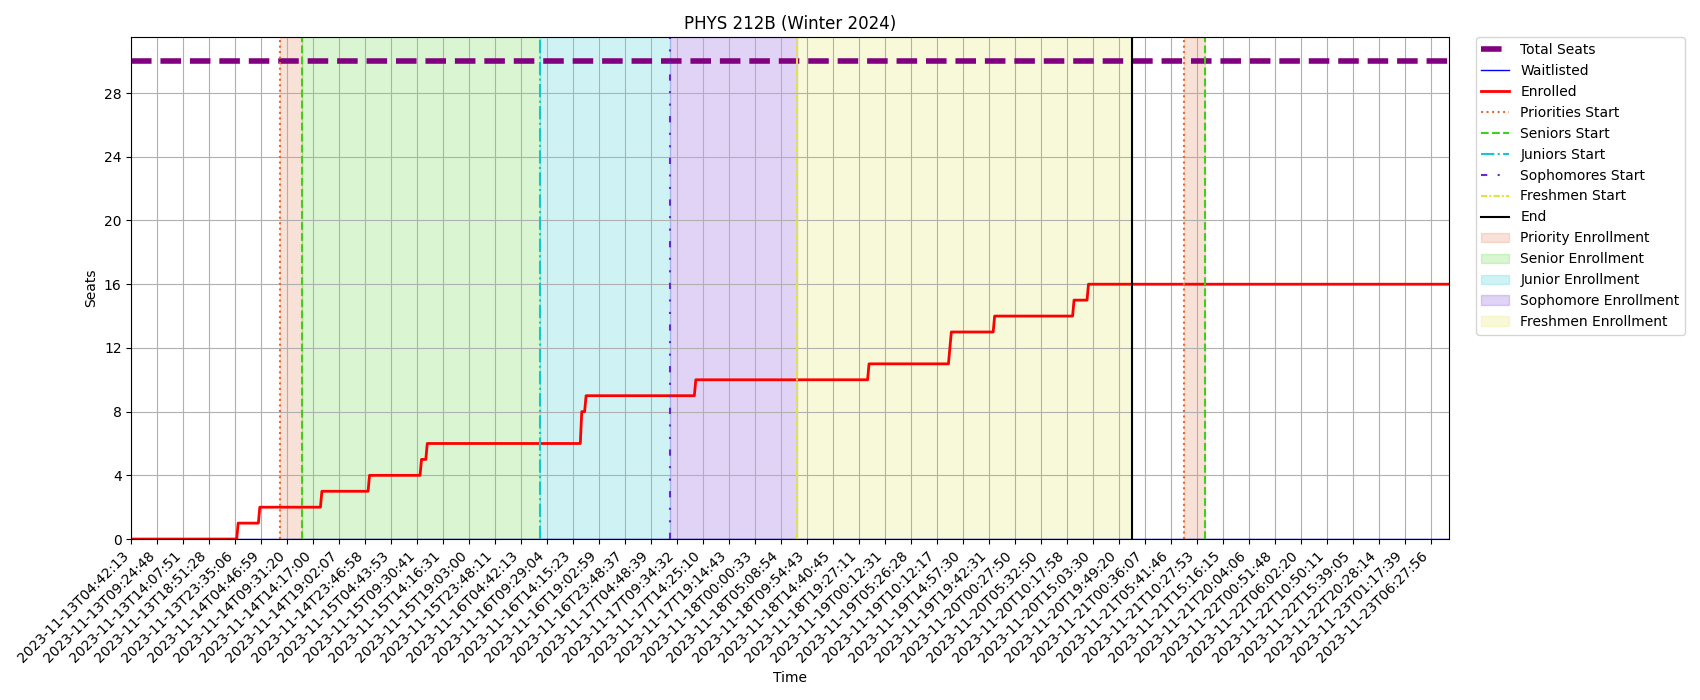 PHYS 212B (Winter 2024)
Total Seats
Waitlisted
Enrolled
Priorities Start
Seniors Start
Juniors Start
Sophomores Start
Freshmen Start
End
Priority Enrollment
Senior Enrollment
Junior Enrollment
Sophomore Enrollment
Freshmen Enrollment
Seats
28
24
20
16
12
8
4
0
2023-11-13T04:42:13
2023-11-13T09:24:48
2023-11-13T14:07:51
2023-11-13T18:51:28
2023-11-13T23:35:06
2023-11-14T04:46:59
2023-11-14T09:31:20
2023-11-14T14:17:00
2023-11-14T19:02:07
2023-11-14T23:46:58
2023-11-15T04:43:53
2023-11-15T09:30:41
2023-11-15T14:16:31
2023-11-15T19:03:00
2023-11-15T23:48:11
2023-11-16T04:42:13
2023-11-16T09:29:04
2023-11-16T14:15:23
2023-11-16T19:02:59
2023-11-16T23:48:37
2023-11-17T04:48:39
2023-11-17T09:34:32
2023-11-17T14:25:10
2023-11-17T19:14:43
2023-11-18T00:00:33
2023-11-18T05:08:54
2023-11-18T09:54:43
2023-11-18T14:40:45
2023-11-18T19:27:11
2023-11-19T00:12:31
2023-11-19T05:26:28
2023-11-19T10:12:17
2023-11-19T14:57:30
2023-11-19T19:42:31
2023-11-20T00:27:50
2023-11-20T05:32:50
2023-11-20T10:17:58
2023-11-20T15:03:30
2023-11-20T19:49:20
2023-11-21T00:36:07
2023-11-21T05:41:46
2023-11-21T10:27:53
2023-11-21T15:16:15
2023-11-21T20:04:06
2023-11-22T00:51:48
2023-11-22T06:02:20
2023-11-22T10:50:11
2023-11-22T15:39:05
2023-11-22T20:28:14
2023-11-23T01:17:39
2023-11-23T06:27:56
Time